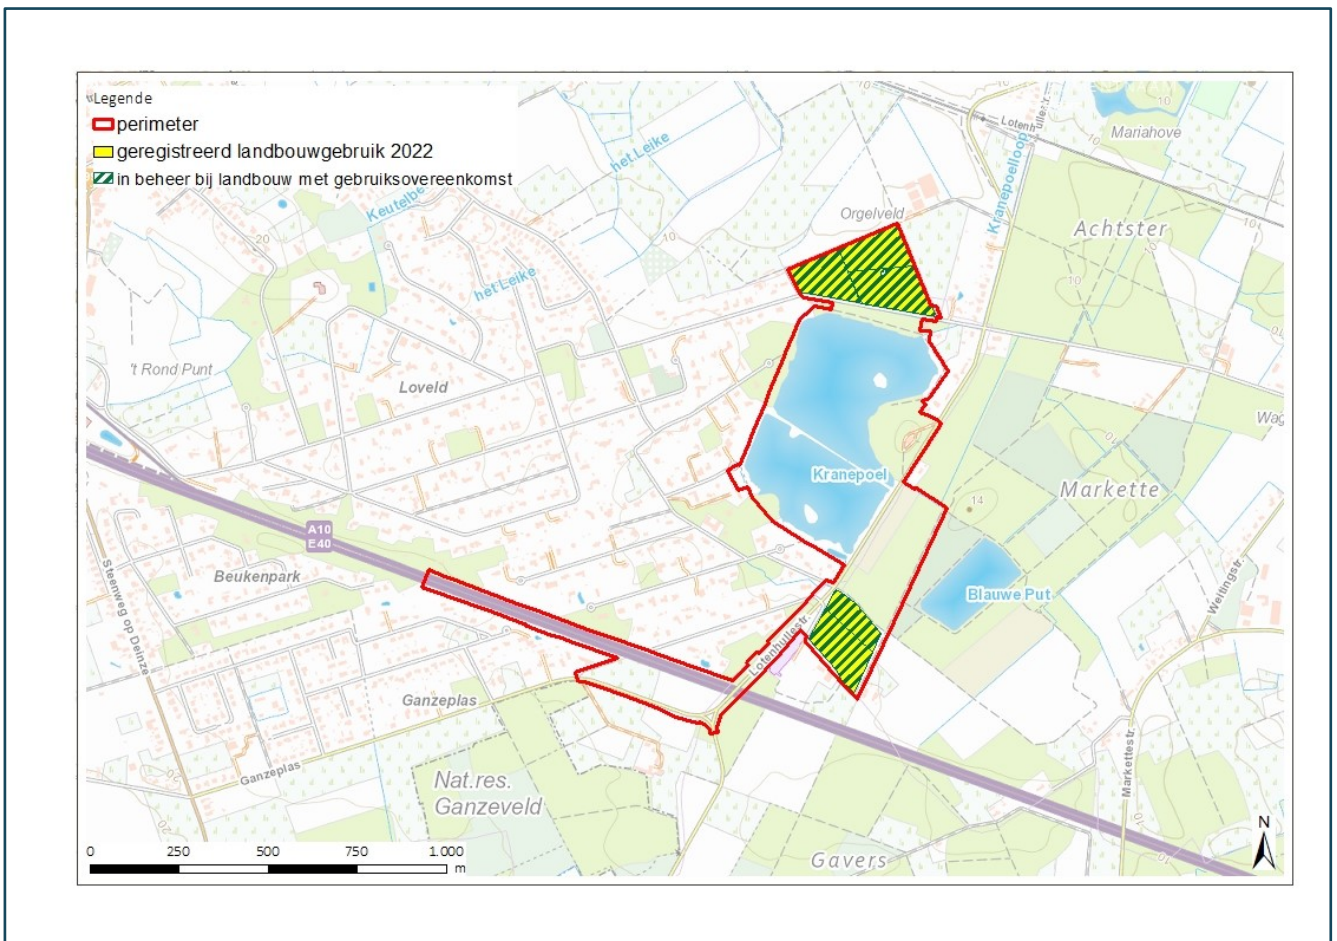 Legende
perimeter
geregistreerd landbouwgebruik 2022
in beheer bij landbouw met gebruiksovereenkomst
het Leike
Lotenhullestr.
10
10
Mariahove
Kranepoelloop
Orgelveld
Achtster
20
10
het Leike
't Rond Punt
Loveld
Kranepoel
Markette
14
A10
E40
Beukenpark
Steenweg op Deinze
Blauwe Put
Weitingstr.
Lotenhullestr.
Ganzeplas
Ganzeplas
20
Nat.res.
Ganzeveld
Markettestr.
Gavers
10
N
0 250 500 750 1.000
m